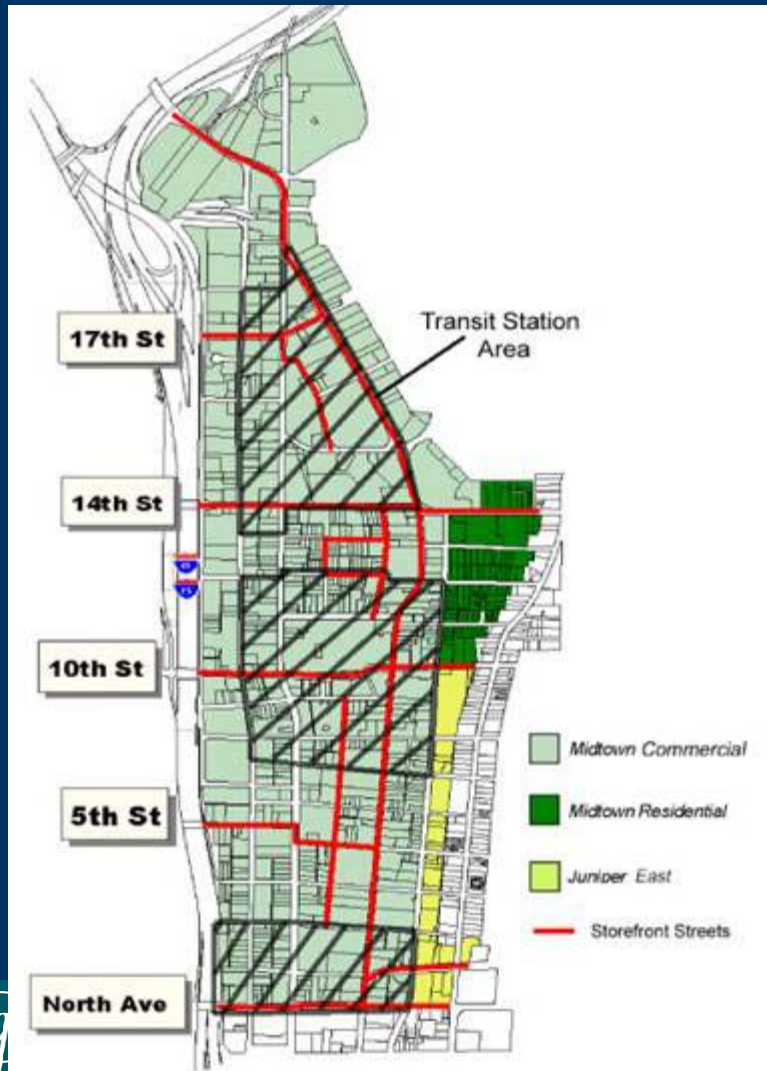 17th St
Transit Station
Area
14th St
75
10th St
Midtown Commercial
5th St
Midtown Residential
Juniper East
Storefront Streets
North Ave